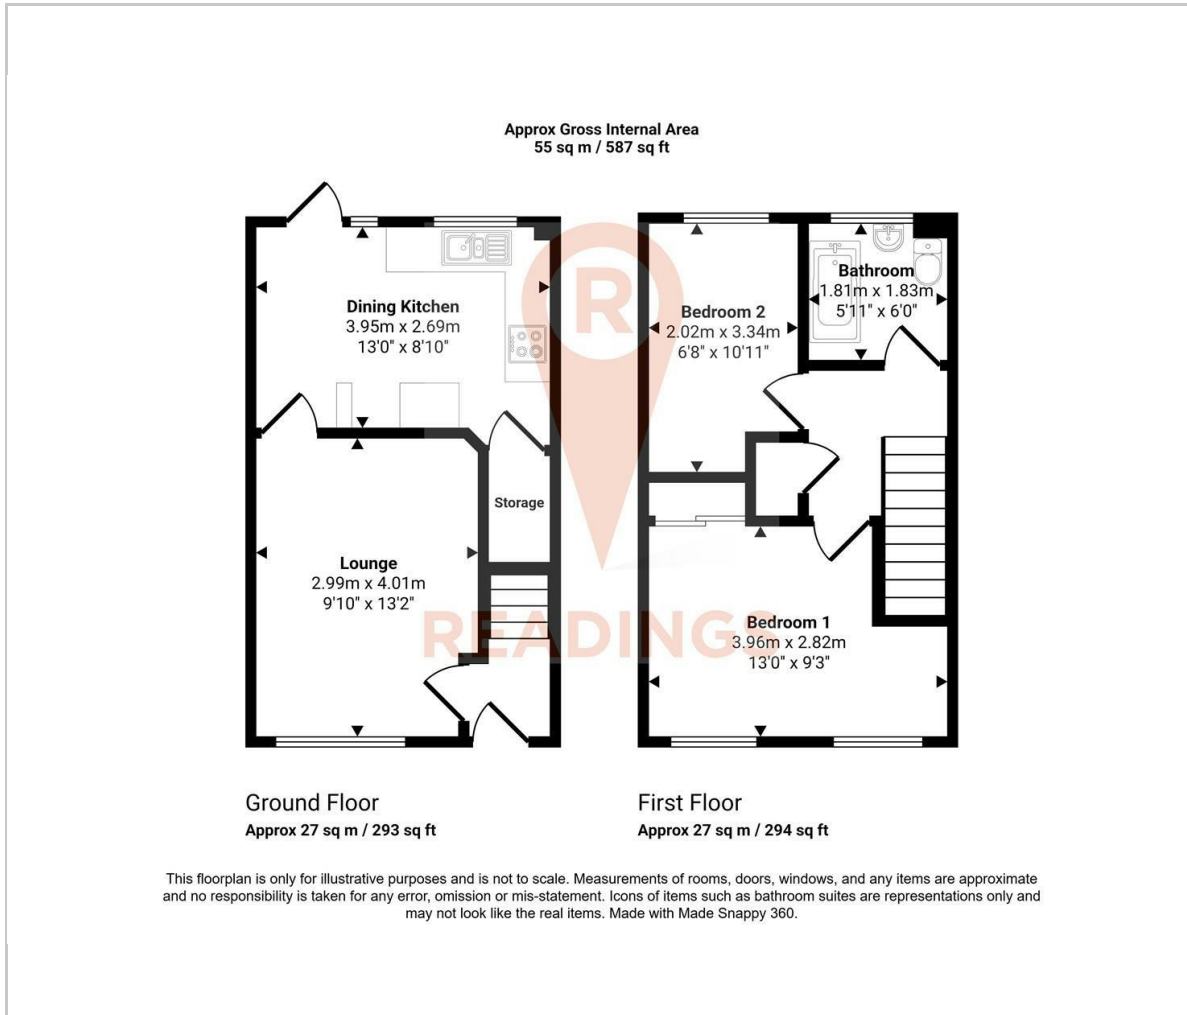 Approx Gross Internal Area
55 sq m / 587 sq ft
Dining Kitchen
3.95m x 2.69m
13'0" x 8'10"
Storage
Lounge
2.99m x 4.01m
9'10" x 13'2"
Bedroom 2
2.02m x 3.34m
6'8" x 10'11"
Bathroom
1.81m x 1.83m
5'11" x 6'0"
Bedroom 1
3.96m x 2.82m
13'0" x 9'3"
R
READINGS
Ground Floor
Approx 27 sq m / 293 sq ft
First Floor
Approx 27 sq m / 294 sq ft
This floorplan is only for illustrative purposes and is not to scale. Measurements of rooms, doors, windows, and any items are approximate
and no responsibility is taken for any error, omission or mis-statement. Icons of items such as bathroom suites are representations only and
may not look like the real items. Made with Made Snappy 360.